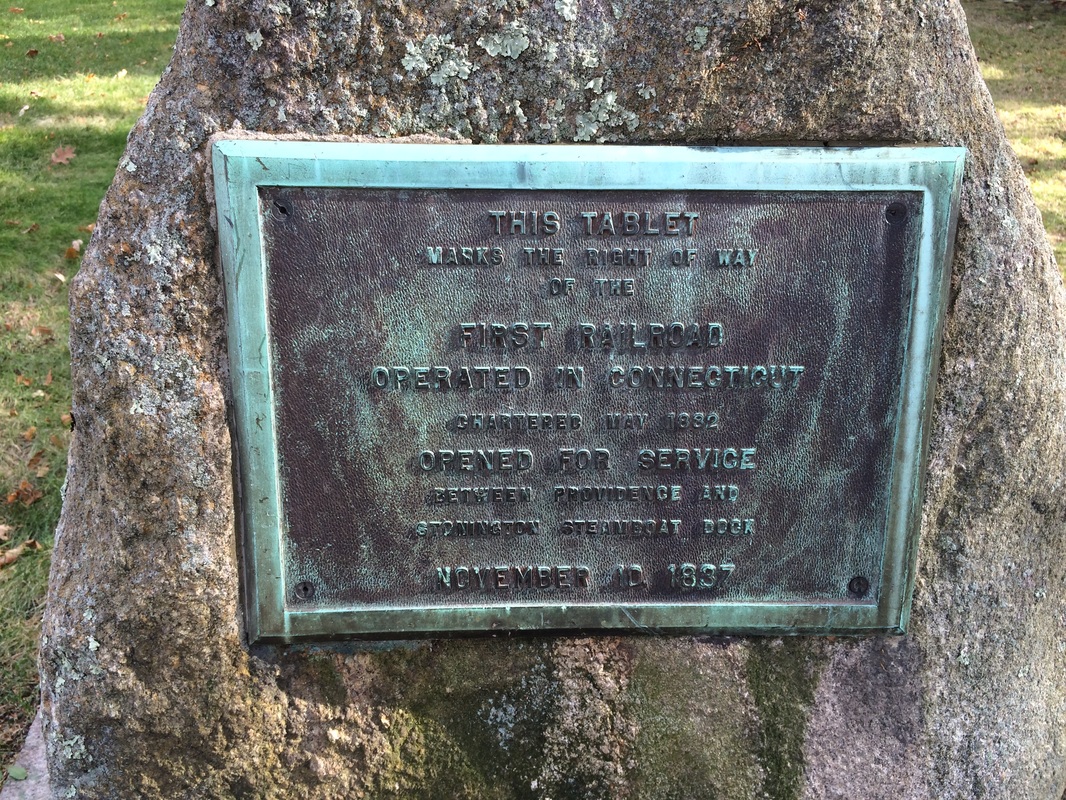 THIS TABLET
MARKS THE RIGHT OF WAY
OF THE
FIRST RAILROAD
OPERATED IN CONNECTICUT
CHARTERED MAY 1832
OPENED FOR SERVICE
BETWEEN PROVIDENCE AND
STONINGTON STEAMBOAT DOCK
NOVEMBER 10, 1837